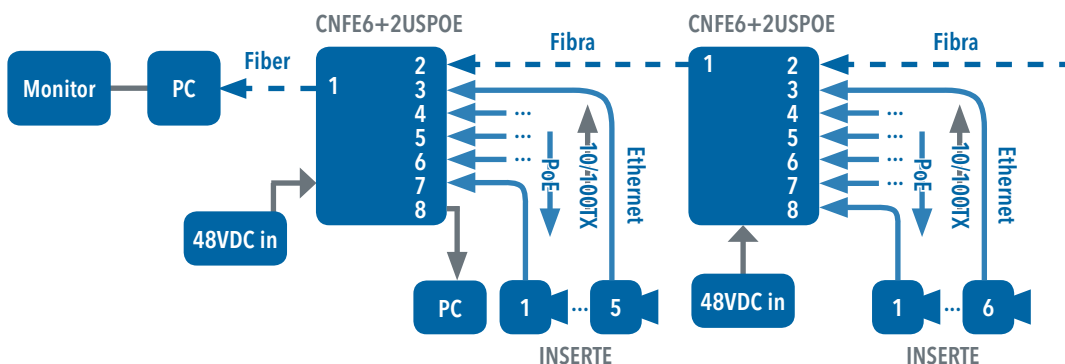 CNFE6+2USPOE
CNFE6+2USPOE
Monitor
PC
Fiber
1
2
3
4
5
6
7
8
Fibra
...
...
...
PoE
10/100TX
Ethernet
48VDC in
PC
1
...
5
INSERTE
1
2
3
4
5
6
7
8
Fibra
...
...
...
...
PoE
10/100TX
Ethernet
48VDC in
1
...
6
INSERTE